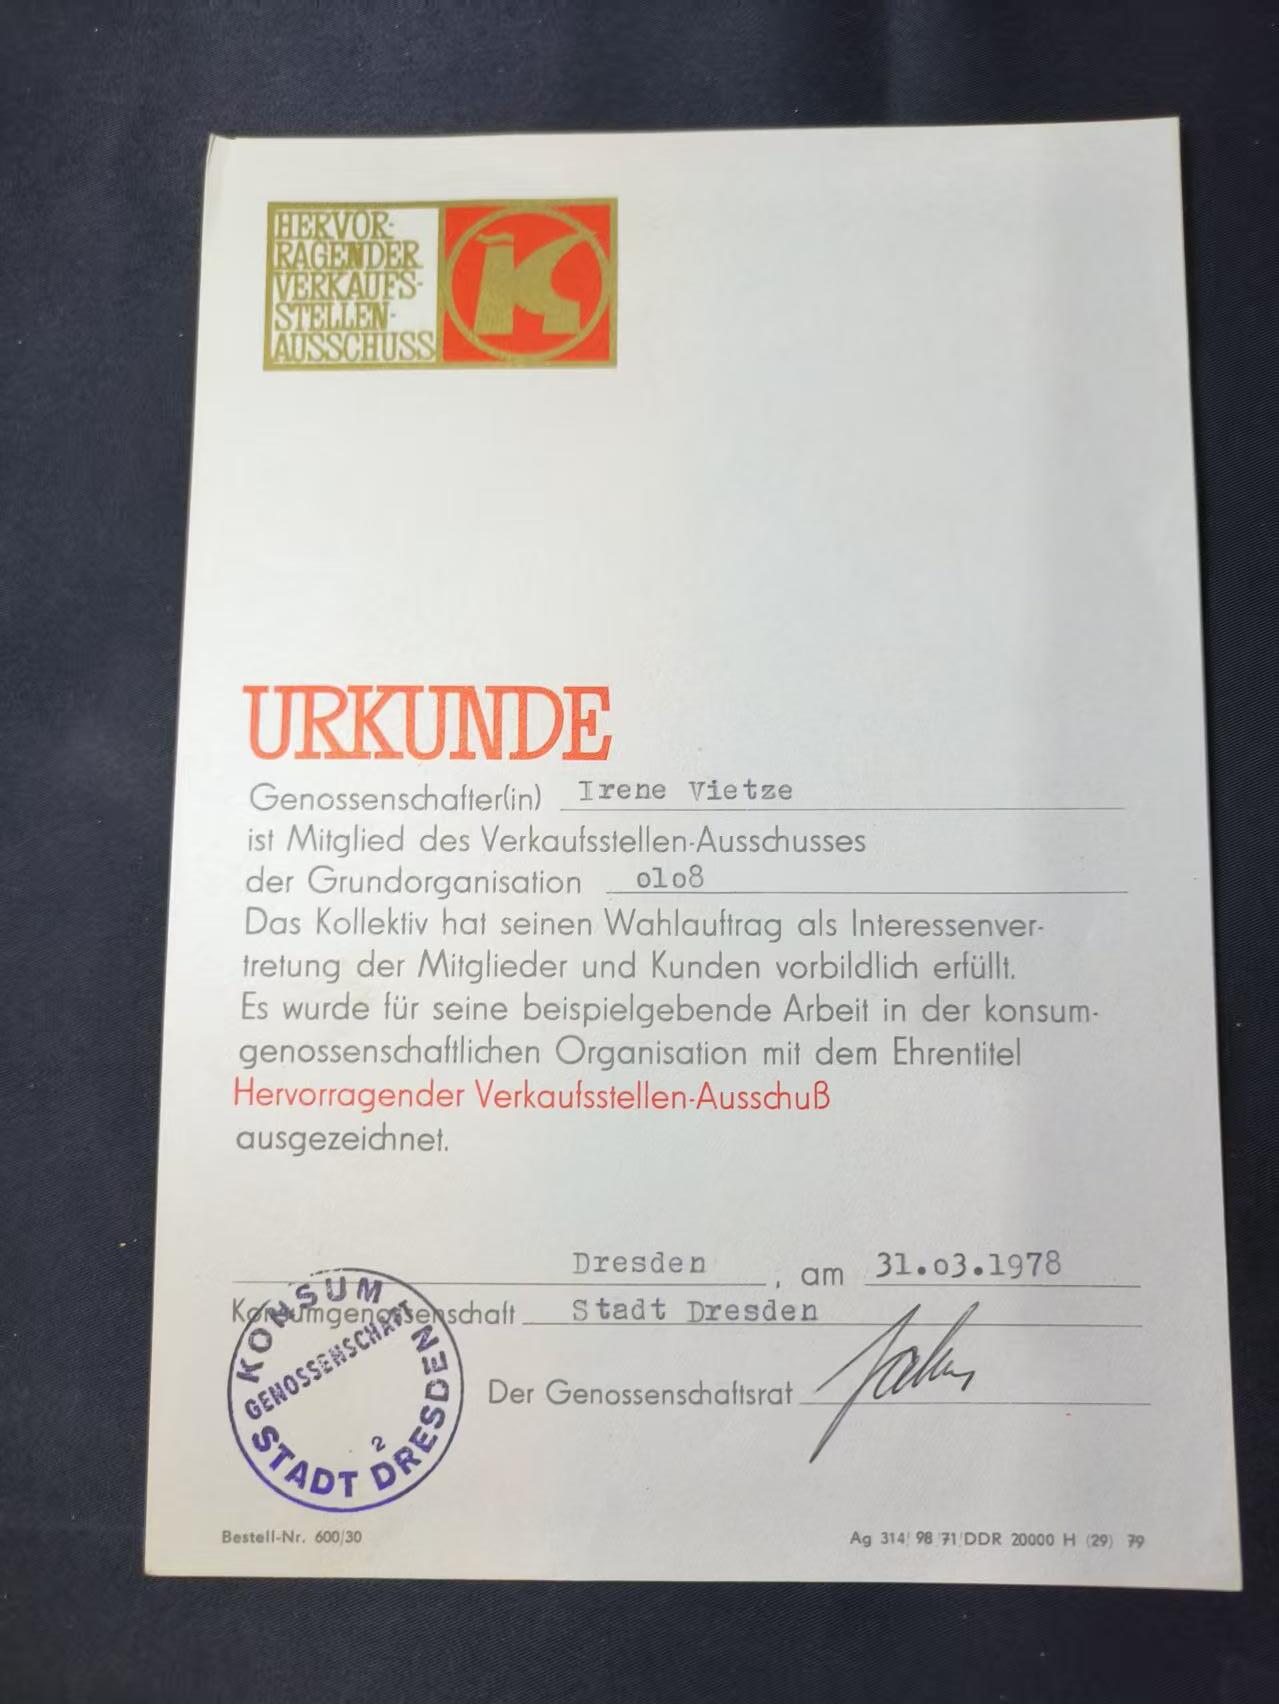 HERVOR-
RAGENDER
VERKAUFS-
STELLEN-
AUSSCHUSS
K
URKUNDE
Genossenschafter(in) Irene Vietze
ist Mitglied des Verkaufsstellen-Ausschusses
der Grundorganisation olo8
Das Kollektiv hat seinen Wahlauftrag als Interessenver-
tretung der Mitglieder und Kunden vorbildlich erfüllt.
Es wurde für seine beispielgebende Arbeit in der konsum-
genossenschaftlichen Organisation mit dem Ehrentitel
Hervorragender Verkaufsstellen-Ausschuß
ausgezeichnet.
Dresden, am 31.o3.1978
Konsumgenossenschaft Stadt Dresden
Der Genossenschaftsrat
KONSUM
GENOSSENSCHAFT
2
STADT DRESDEN
Bestell-Nr. 600/30
Ag 314/98/71/DDR 20000 H (29) 79